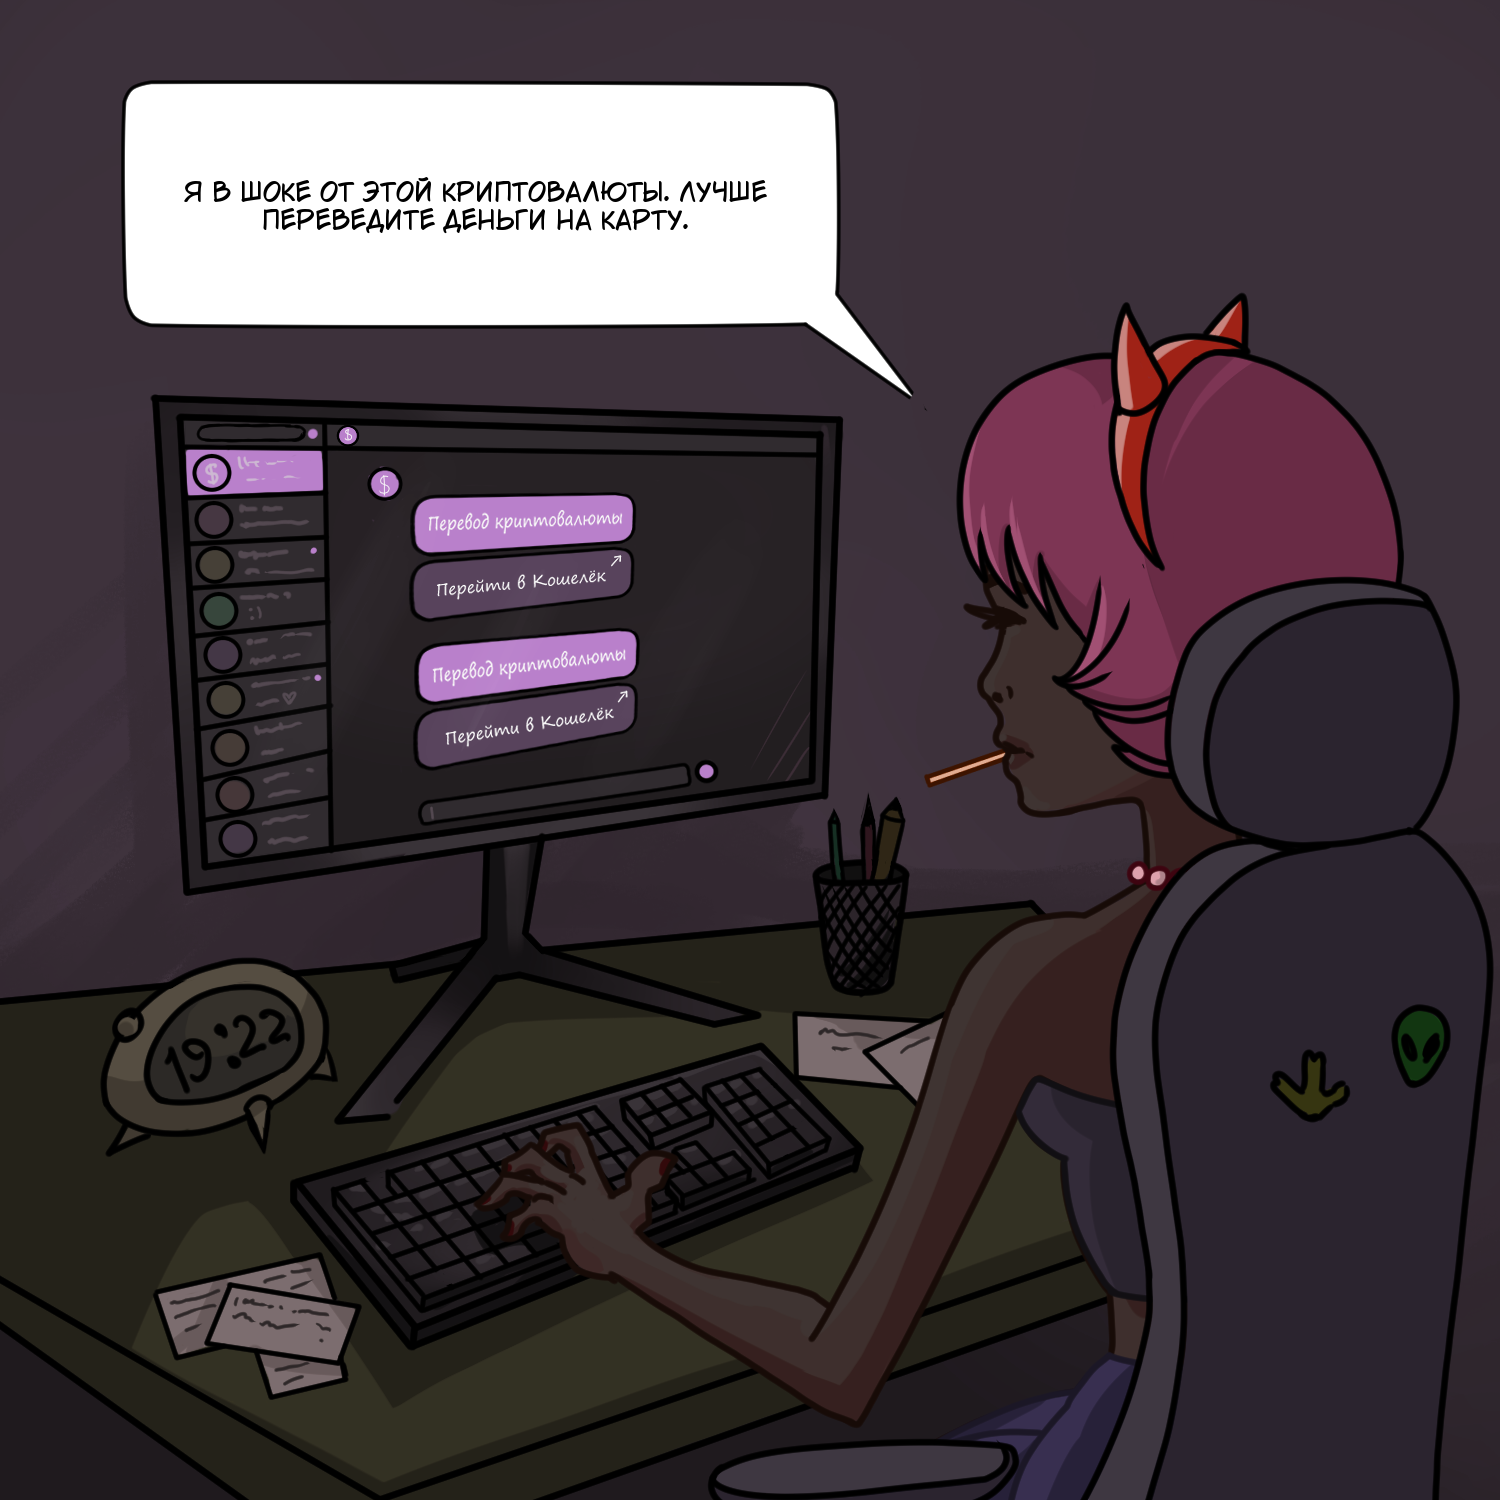 Я В ШОКЕ ОТ ЭТОЙ КРИПТОВАЛЮТЫ. ЛУЧШЕ
ПЕРЕВЕДИТЕ ДЕНЬГИ НА КАРТУ.
$
$
$
Перевод криптовалюты
Перейти в Кошелёк ↗
:)
Перевод криптовалюты
Перейти в Кошелёк ↗
19:22